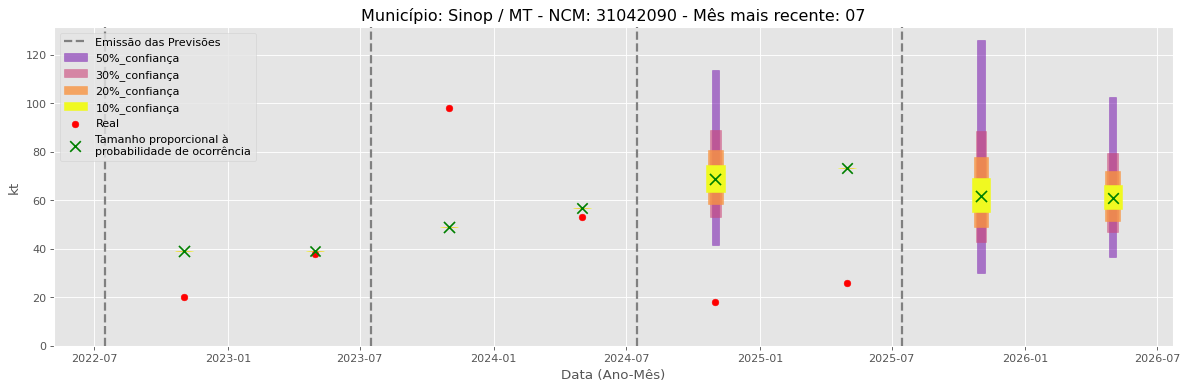 Município: Sinop / MT - NCM: 31042090 - Mês mais recente: 07
Emissão das Previsões
50%_confiança
30%_confiança
20%_confiança
10%_confiança
Real
Tamanho proporcional à
probabilidade de ocorrência
kt
120
100
80
60
40
20
0
2022-07
2023-01
2023-07
2024-01
2024-07
2025-01
2025-07
2026-01
2026-07
Data (Ano-Mês)